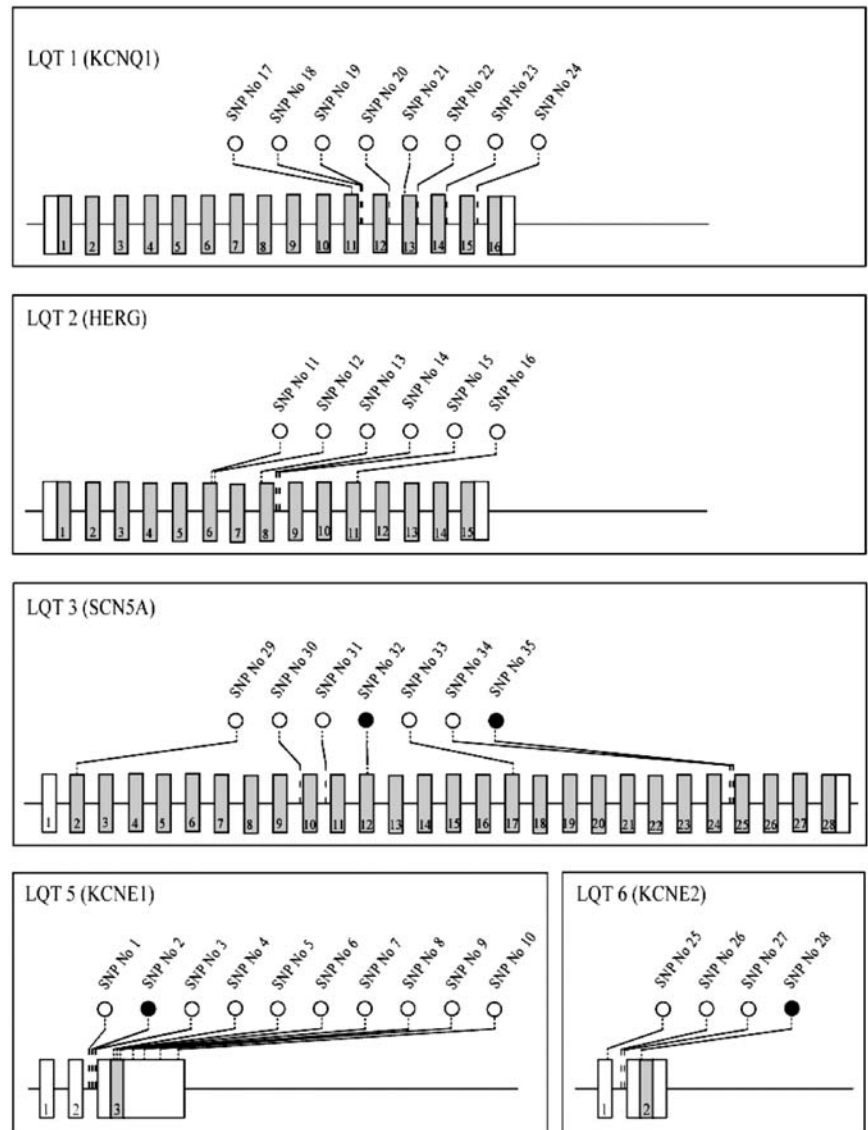 LQT 1 (KCNQ1)
SNP No 17 SNP No 18 SNP No 19 SNP No 20 SNP No 21 SNP No 22 SNP No 23 SNP No 24
1 2 3 4 5 6 7 8 9 10 11 12 13 14 15 16
LQT 2 (HERG)
SNP No 11 SNP No 12 SNP No 13 SNP No 14 SNP No 15 SNP No 16
1 2 3 4 5 6 7 8 9 10 11 12 13 14 15
LQT 3 (SCN5A)
SNP No 29 SNP No 30 SNP No 31 SNP No 32 SNP No 33 SNP No 34 SNP No 35
1 2 3 4 5 6 7 8 9 10 11 12 13 14 15 16 17 18 19 20 21 22 23 24 25 26 27 28
LQT 5 (KCNE1)
SNP No 1 SNP No 2 SNP No 3 SNP No 4 SNP No 5 SNP No 6 SNP No 7 SNP No 8 SNP No 9 SNP No 10
1 2 3
LQT 6 (KCNE2)
SNP No 25 SNP No 26 SNP No 27 SNP No 28
1 2